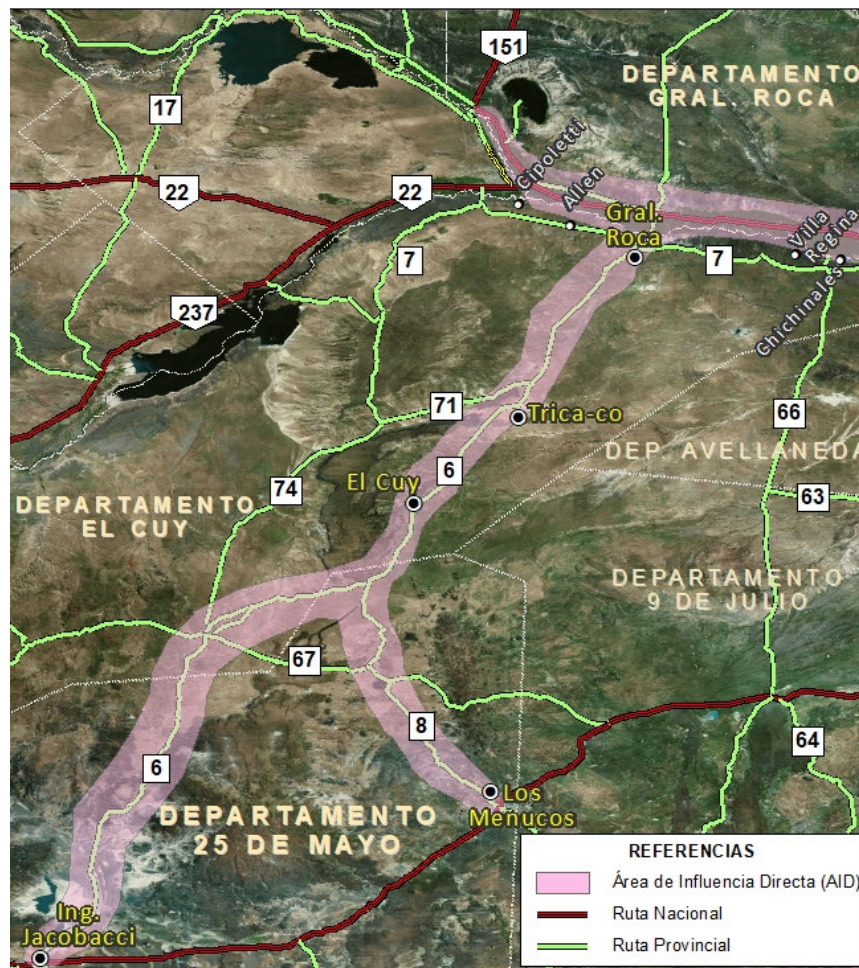 151
DEPARTAMENTO
GRAL. ROCA
17
Cipoletti
22
22
Allen
Gral.
Roca
Villa
Regina
7
7
Chichinales
237
71
Trica-co
66
DEP. AVELLANEDA
6
El Cuy
74
63
DEPARTAMENTO
EL CUY
DEPARTAMENTO
9 DE JULIO
67
8
64
6
Los
Menucos
DEPARTAMENTO
25 DE MAYO
Ing.
Jacobacci
REFERENCIAS
Área de Influencia Directa (AID)
Ruta Nacional
Ruta Provincial